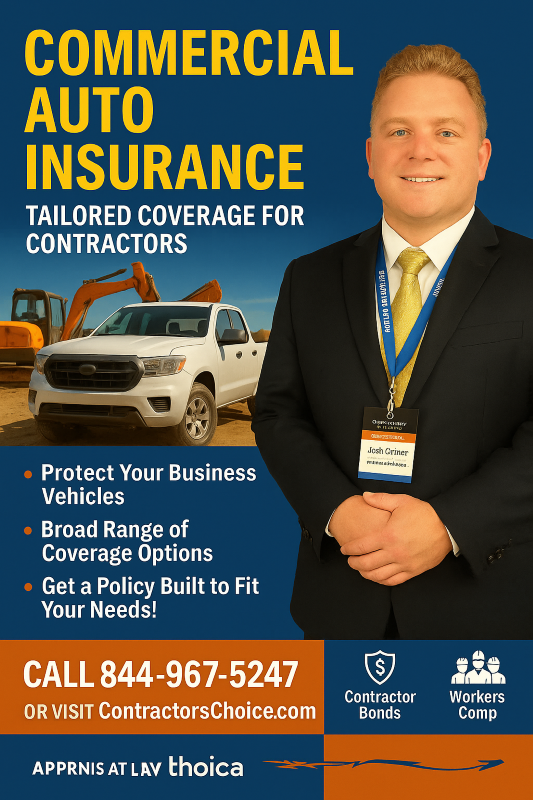 COMMERCIAL
AUTO
INSURANCE
TAILORED COVERAGE FOR
CONTRACTORS
Josh Griner
• Protect Your Business
Vehicles
• Broad Range of
Coverage Options
• Get a Policy Built to Fit
Your Needs!
CALL 844-967-5247
OR VISIT ContractorsChoice.com
Contractor
Bonds
Workers
Comp
$
APPRNIS AT LAV thoica